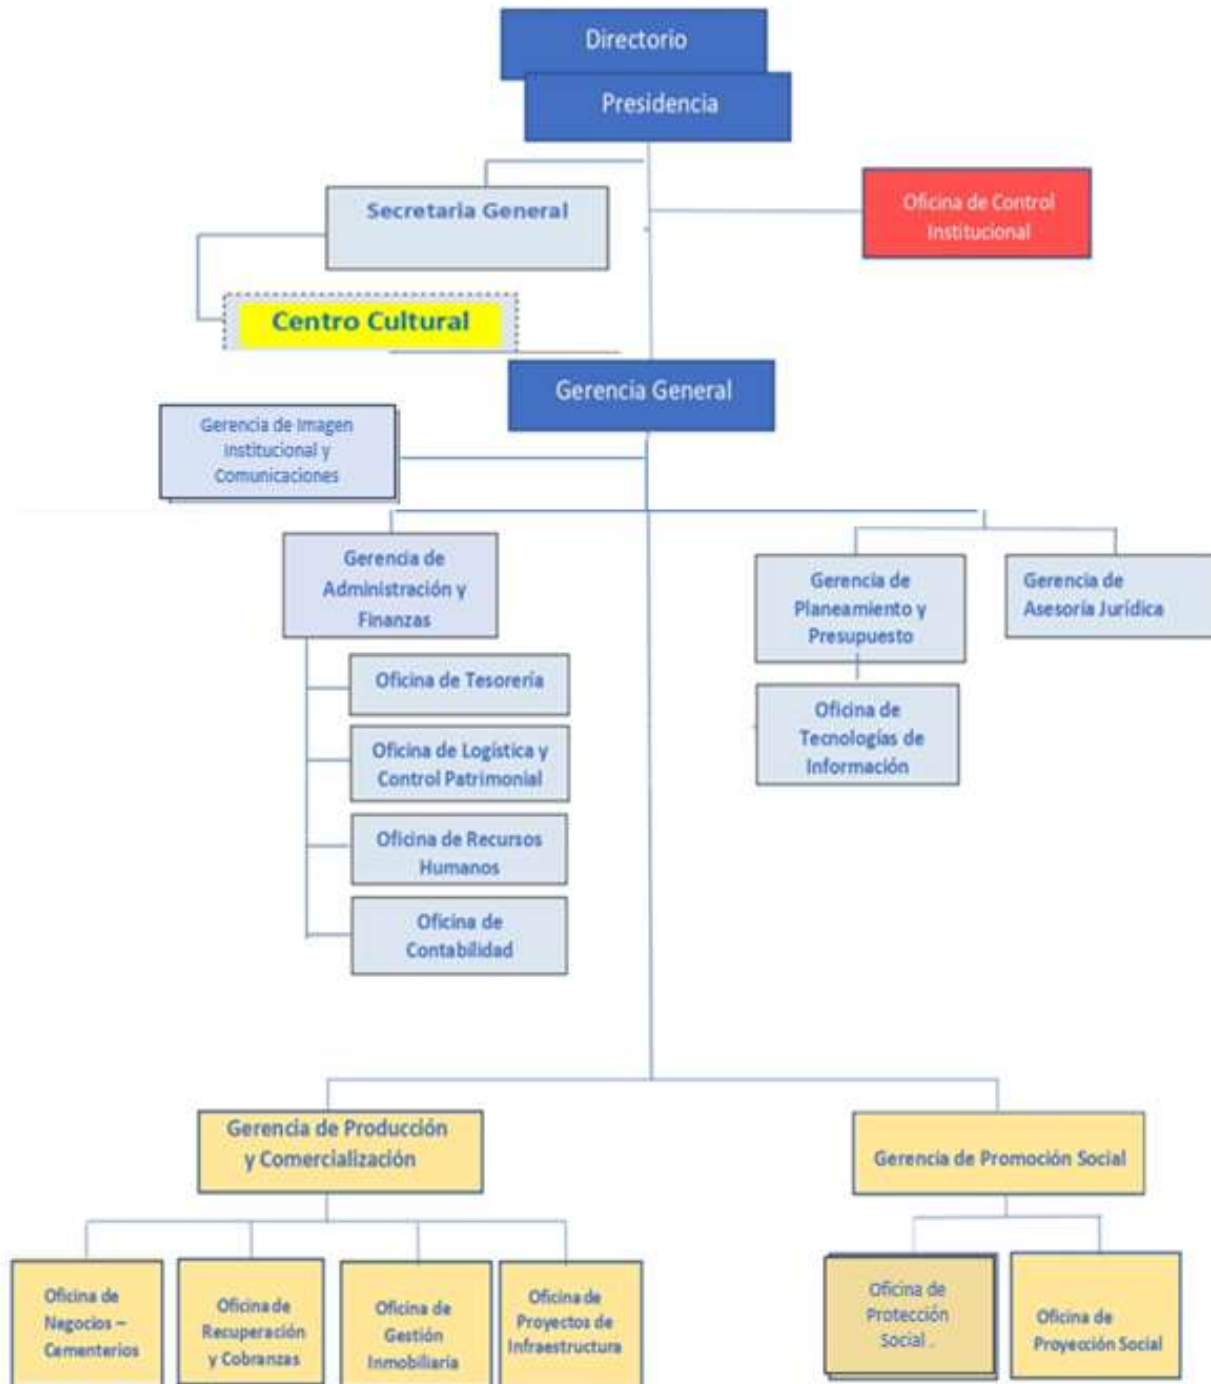 Directorio
Presidencia
Secretaria General
Oficina de Control
Institucional
Centro Cultural
Gerencia General
Gerencia de Imagen
Institucional y
Comunicaciones
Gerencia de
Administración y
Finanzas
Gerencia de
Planeamiento y
Presupuesto
Gerencia de
Asesoría Jurídica
Oficina de Tesorería
Oficina de Logística y
Control Patrimonial
Oficina de Recursos
Humanos
Oficina de
Contabilidad
Oficina de
Tecnologías de
Información
Gerencia de Producción
y Comercialización
Gerencia de Promoción Social
Oficina de
Negocios –
Cementerios
Oficina de
Recuperación
y Cobranzas
Oficina de
Gestión
Inmobiliaria
Oficina de
Proyectos de
Infraestructura
Oficina de
Protección
Social .
Oficina de
Proyección Social